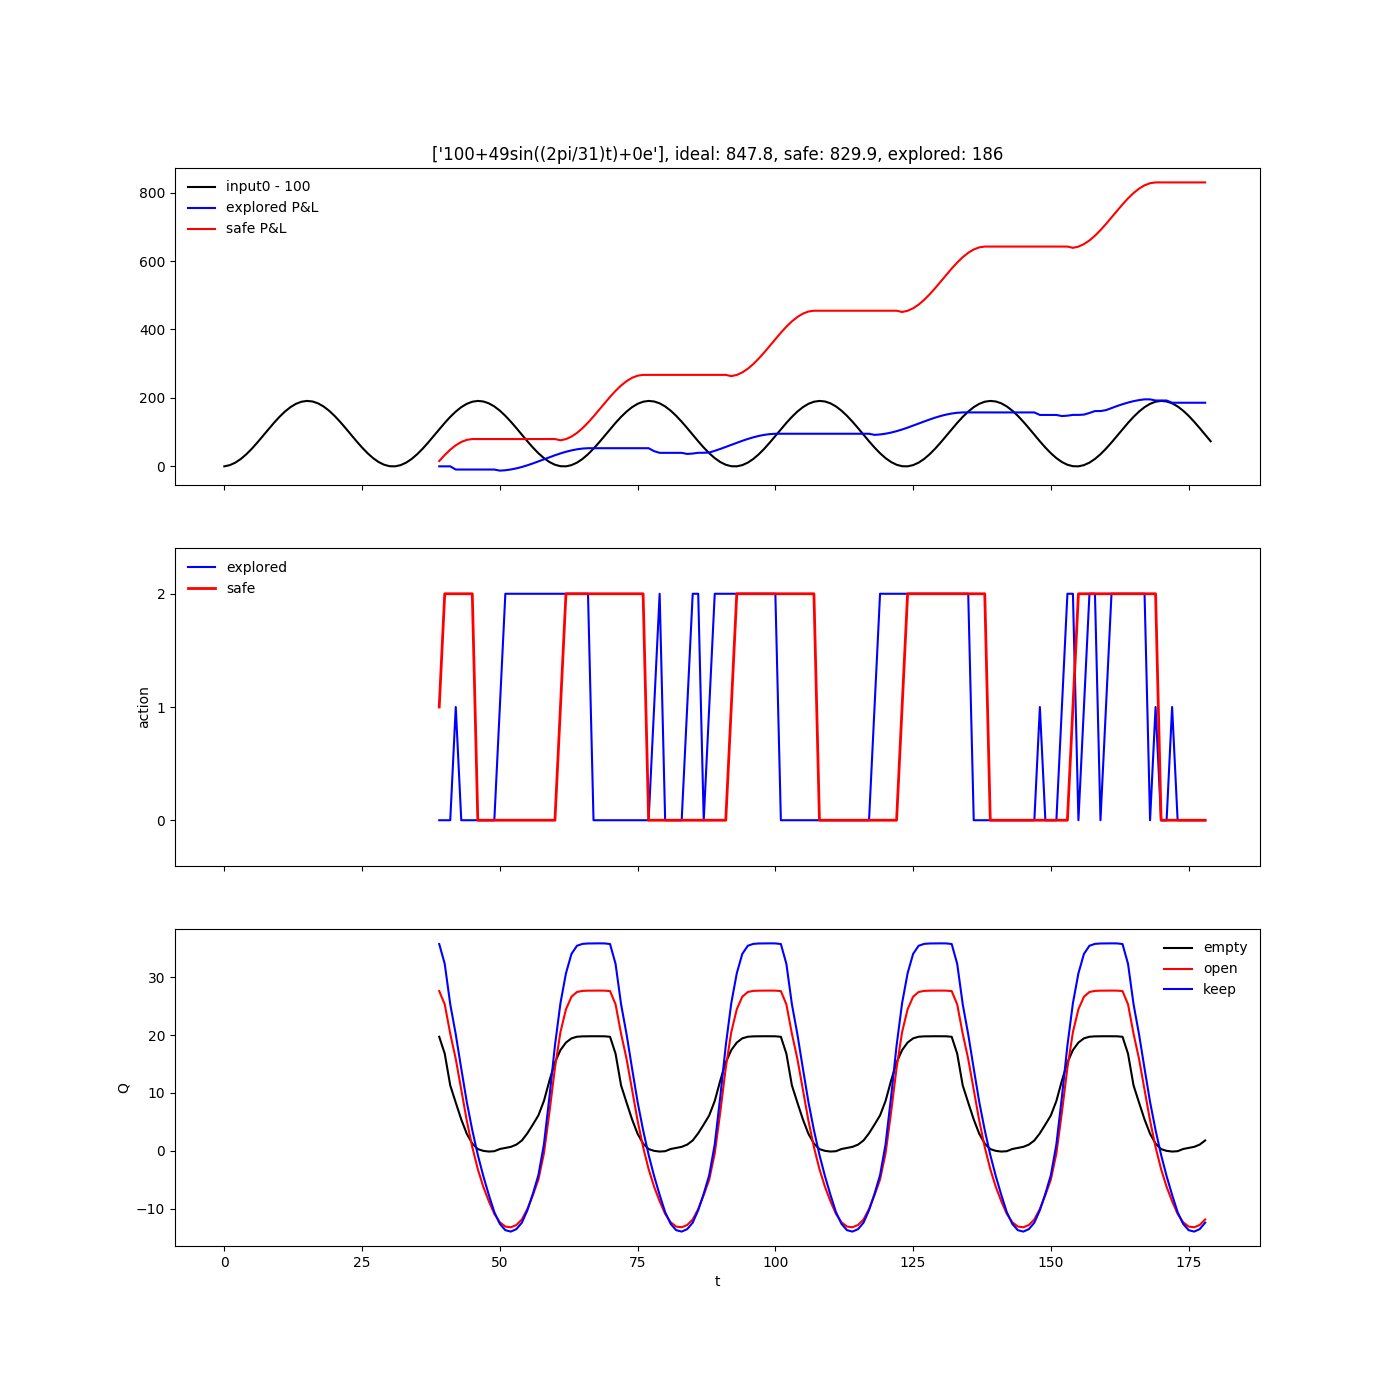 ['100+49sin((2pi/31)t)+0e'], ideal: 847.8, safe: 829.9, explored: 186
input0 - 100
explored P&L
safe P&L
800
600
400
200
0
explored
safe
action
2
1
0
empty
open
keep
Q
30
20
10
0
−10
0 25 50 75 100 125 150 175
t